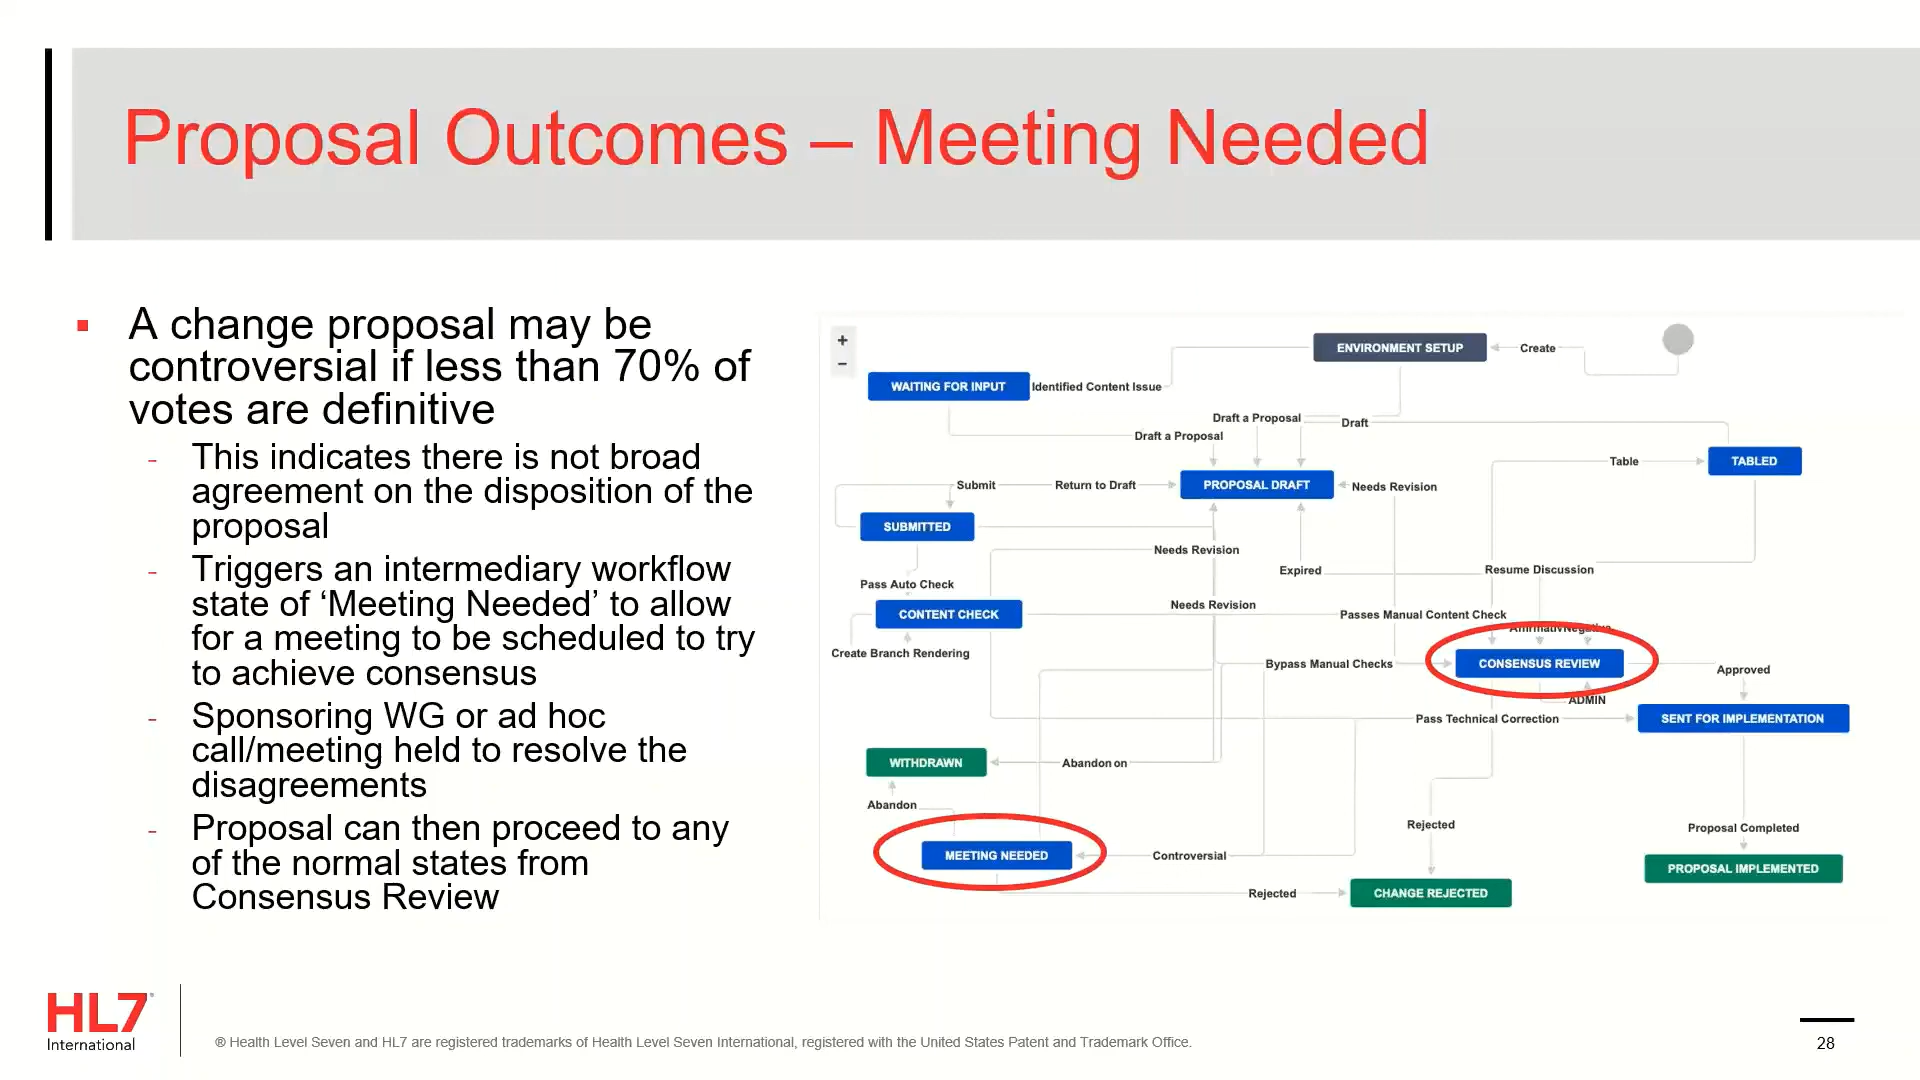 Proposal Outcomes – Meeting Needed
▪ A change proposal may be
controversial if less than 70% of
votes are definitive
- This indicates there is not broad
agreement on the disposition of the
proposal
- Triggers an intermediary workflow
state of ‘Meeting Needed’ to allow
for a meeting to be scheduled to try
to achieve consensus
- Sponsoring WG or ad hoc
call/meeting held to resolve the
disagreements
- Proposal can then proceed to any
of the normal states from
Consensus Review
+
−
ENVIRONMENT SETUP
Create
WAITING FOR INPUT
Identified Content Issue
Draft a Proposal
Draft
Draft a Proposal
Table
TABLED
Submit
Return to Draft
PROPOSAL DRAFT
Needs Revision
SUBMITTED
Needs Revision
Expired
Resume Discussion
Pass Auto Check
Needs Revision
CONTENT CHECK
Passes Manual Content Check
Create Branch Rendering
Bypass Manual Checks
CONSENSUS REVIEW
Approved
ADMIN
Pass Technical Correction
SENT FOR IMPLEMENTATION
WITHDRAWN
Abandon on
Abandon
Rejected
Proposal Completed
MEETING NEEDED
Controversial
PROPOSAL IMPLEMENTED
Rejected
CHANGE REJECTED
HL7
International
® Health Level Seven and HL7 are registered trademarks of Health Level Seven International, registered with the United States Patent and Trademark Office.
28